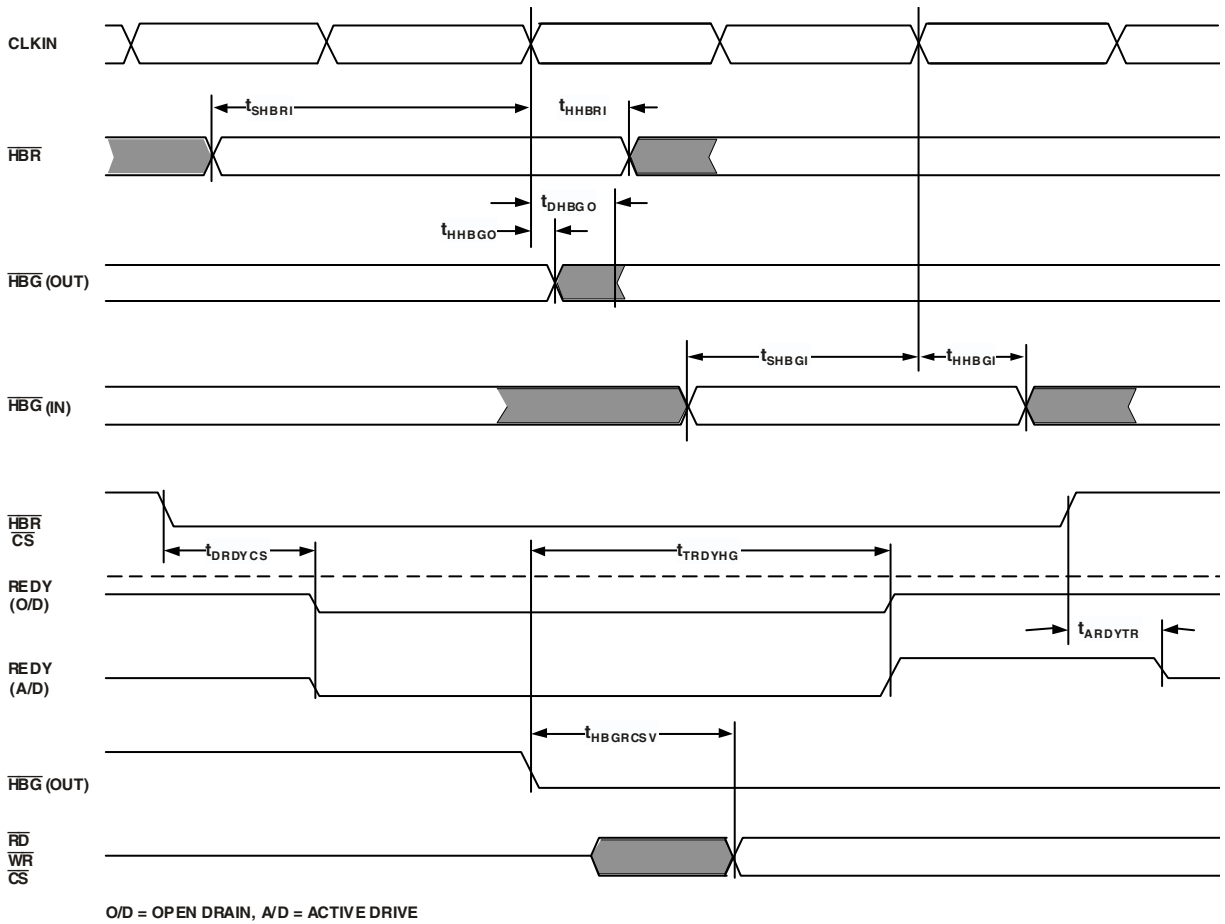 CLKIN
tSHBRI
tHHBRI
HBR
tDHBGO
tHHBGO
HBG (OUT)
tSHBGI
tHHBGI
HBG (IN)
HBR
CS
tDRDYCS
tTRDYHG
REDY
(O/D)
tARDYTR
REDY
(A/D)
tHBGRCSV
HBG (OUT)
RD
WR
CS
O/D = OPEN DRAIN, A/D = ACTIVE DRIVE